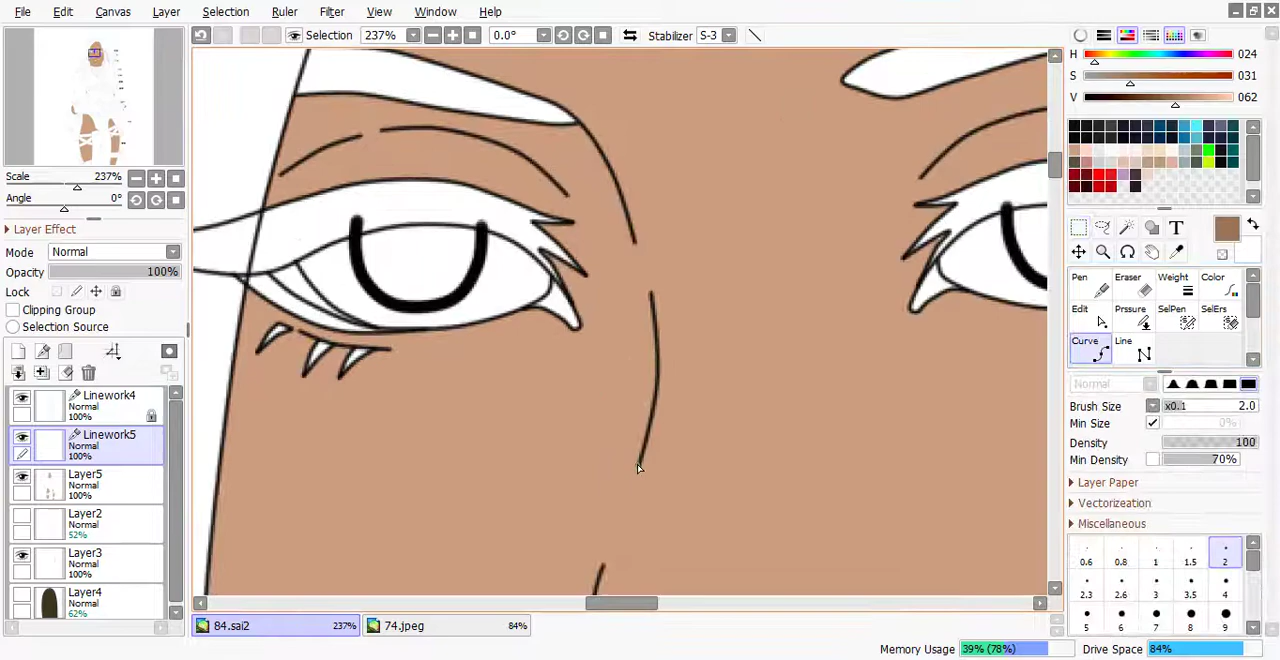 File Edit Canvas Layer Selection Ruler Filter View Window Help
Selection 237% 0.0° Stabilizer S-3
Scale 237%
Angle 0°
Layer Effect
Mode Normal
Opacity 100%
Lock
Clipping Group
Selection Source
Linework4
Normal
100%
Linework5
Normal
100%
Layer5
Normal
100%
Layer2
Normal
52%
Layer3
Normal
100%
Layer4
Normal
62%
84.sai2 237% 74.jpeg 84%
H 024
S 031
V 062
T
Pen Eraser Weight Color
Edit Prssure SelPen SelErs
Curve Line
Normal
Brush Size x0.1 2.0
Min Size 0%
Density 100
Min Density 70%
Layer Paper
Vectorization
Miscellaneous
0.6 0.8 1 1.5 2
2.3 2.6 3 3.5 4
5 6 7 8 9
Memory Usage 39% (78%) Drive Space 84%